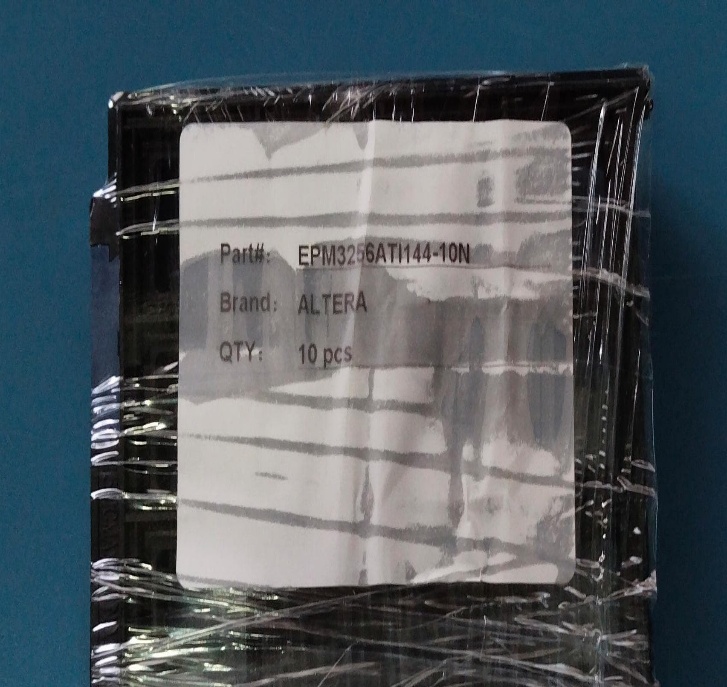 Part#: EPM3256ATI144-10N
Brand: ALTERA
QTY: 10 pcs